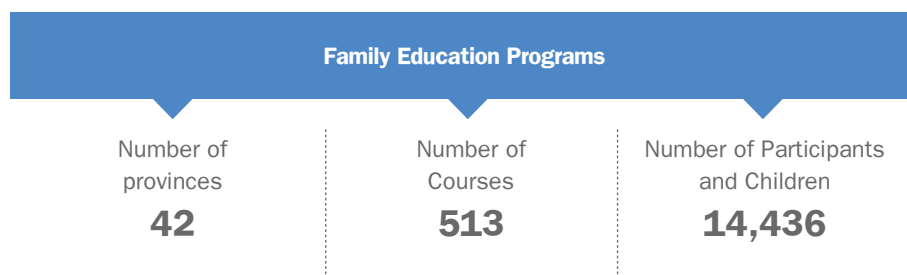 Family Education Programs
Number of
provinces
42
Number of
Courses
513
Number of Participants
and Children
14,436